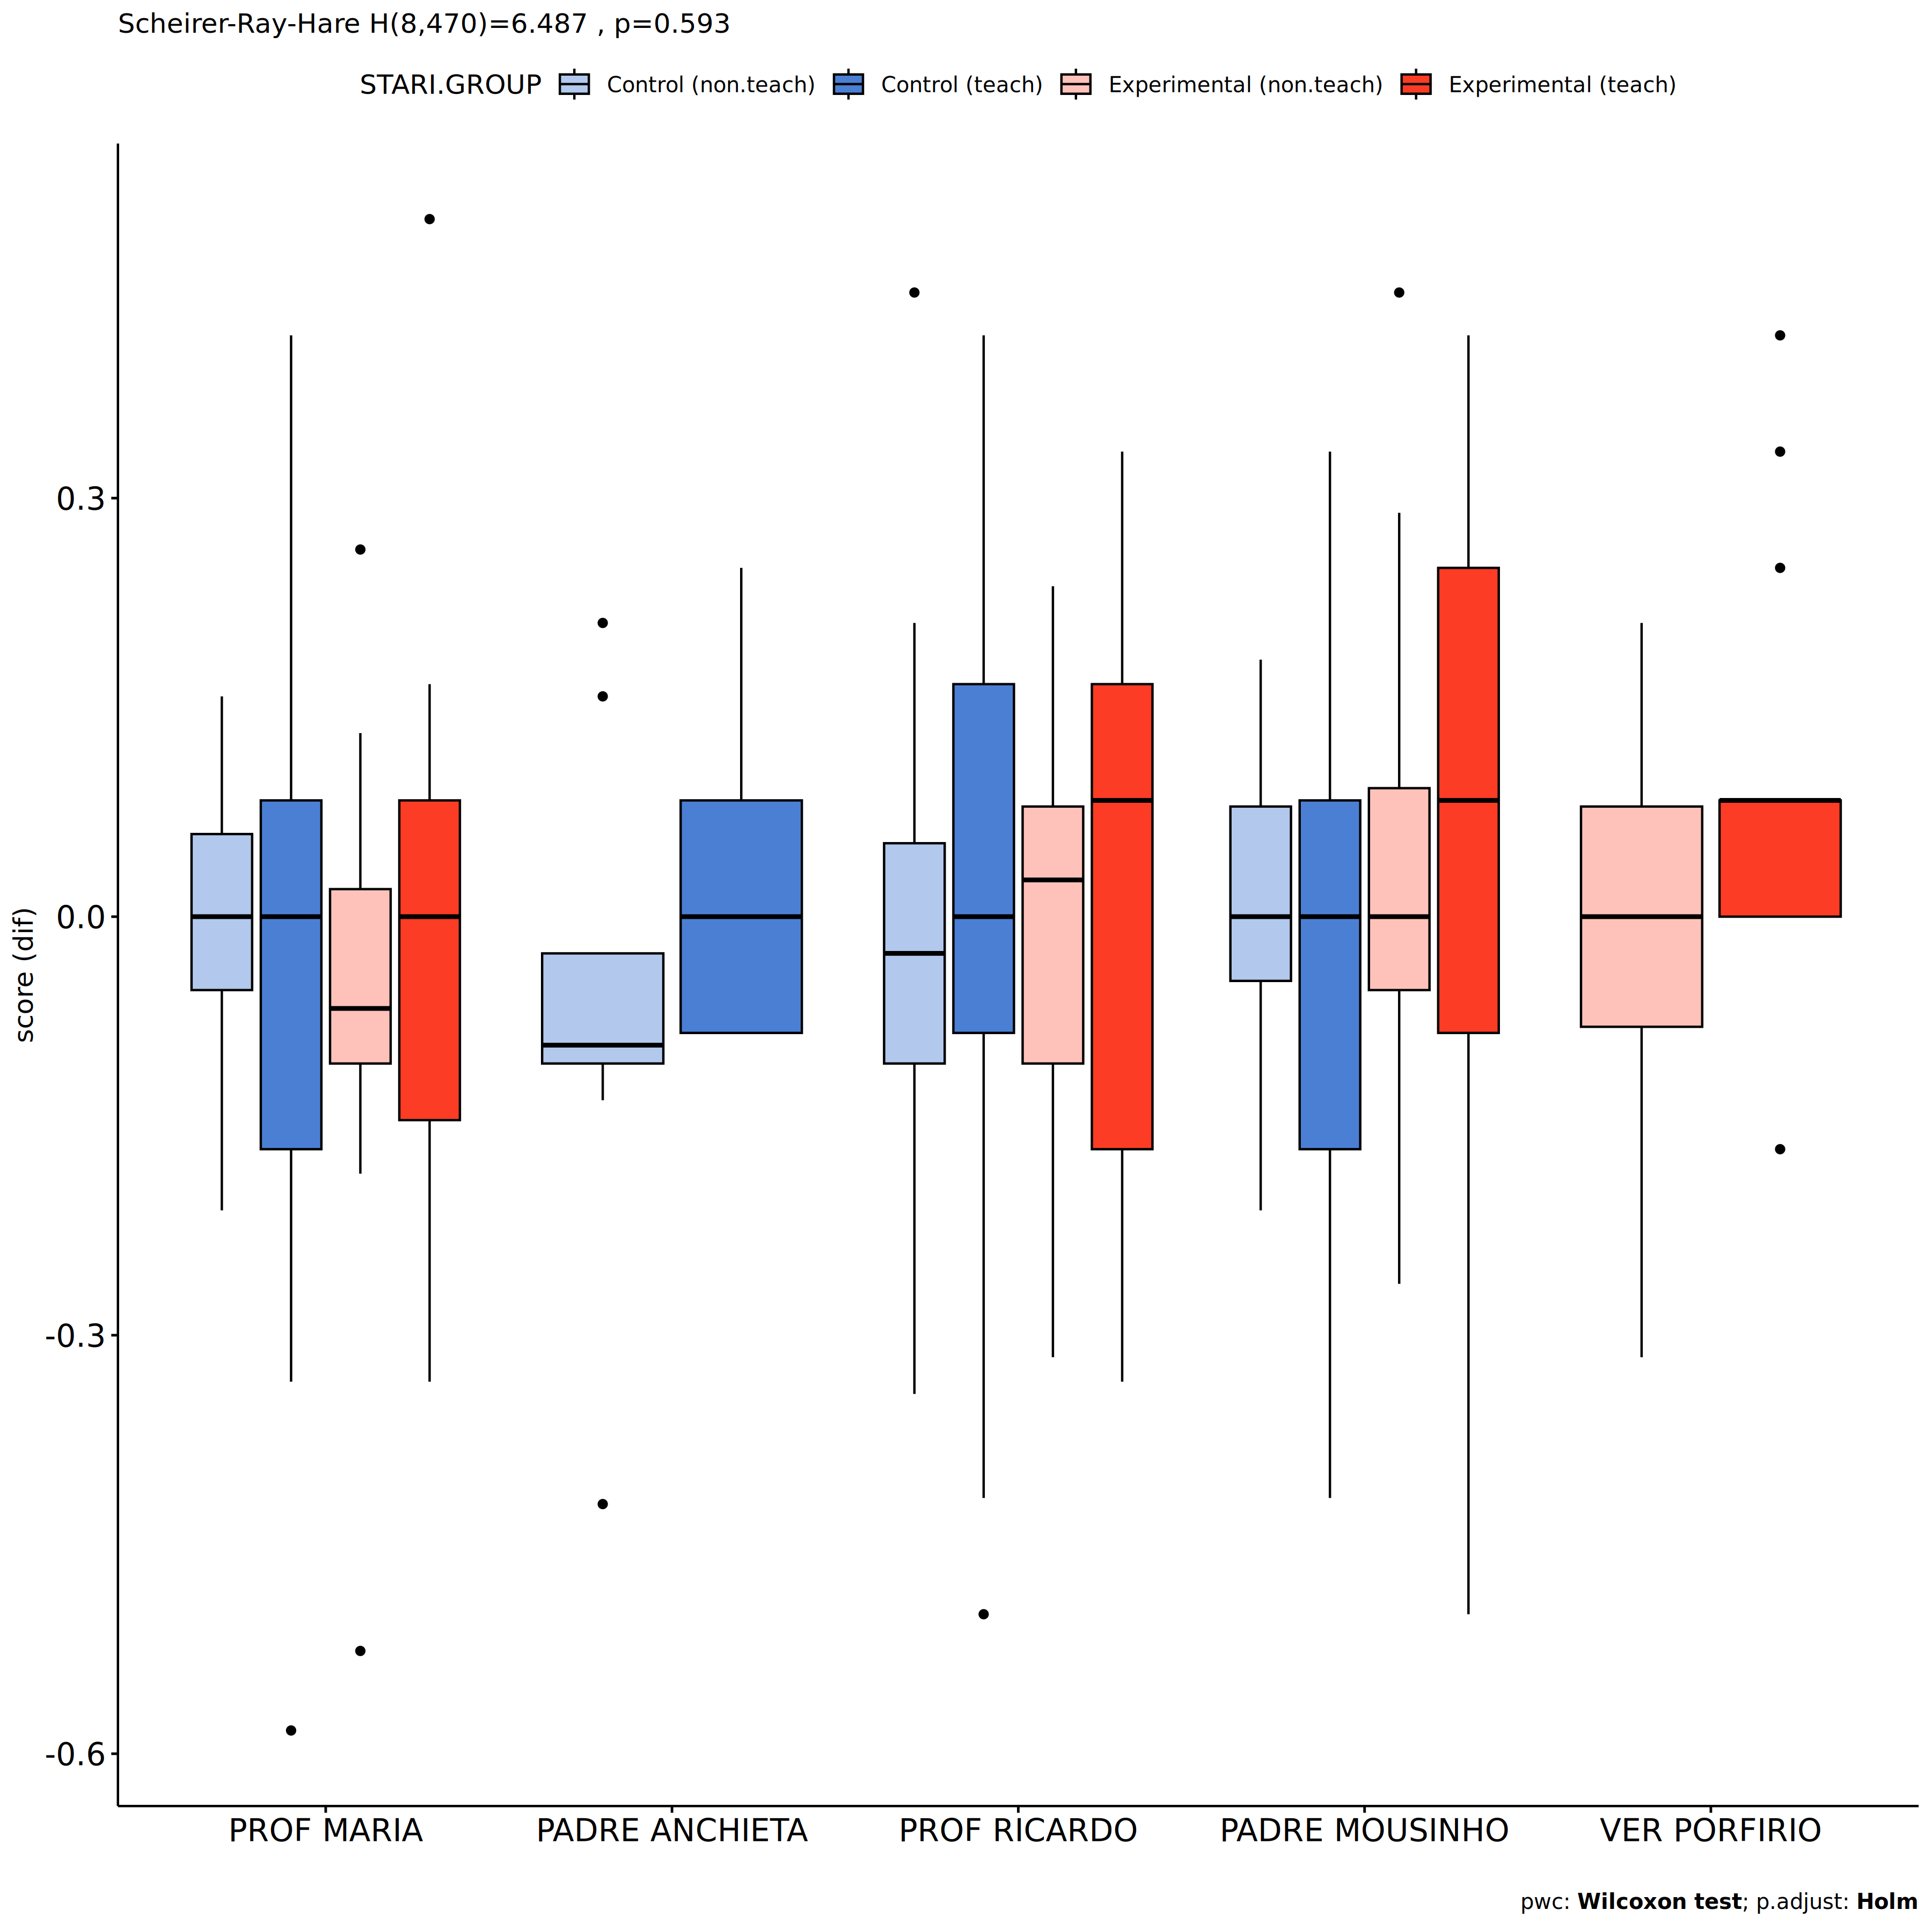 Scheirer-Ray-Hare H(8,470)=6.487 , p=0.593
STARI.GROUP Control (non.teach) Control (teach) Experimental (non.teach) Experimental (teach)
score (dif)
0.3
0.0
-0.3
-0.6
PROF MARIA PADRE ANCHIETA PROF RICARDO PADRE MOUSINHO VER PORFIRIO
pwc: Wilcoxon test; p.adjust: Holm